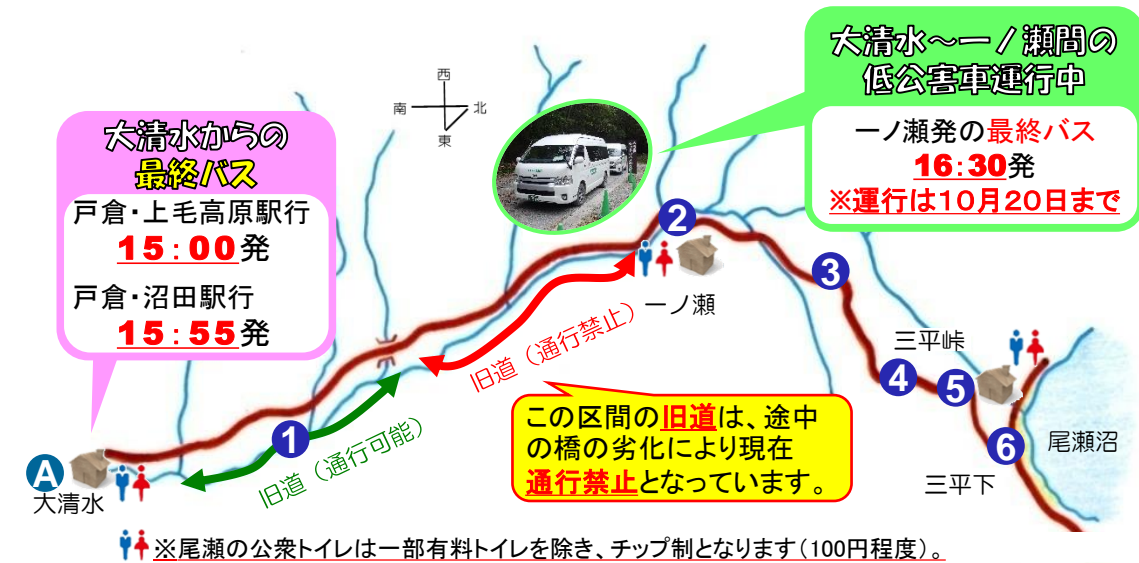 大清水～一ノ瀬間の
低公害車運行中
一ノ瀬発の最終バス
16:30発
※運行は10月20日まで
西
南
北
東
大清水からの
最終バス
戸倉・上毛高原駅行
15:00発
戸倉・沼田駅行
15:55発
2
一ノ瀬
3
旧道（通行禁止）
三平峠
4
5
この区間の旧道は、途中
の橋の劣化により現在
通行禁止となっています。
1
旧道（通行可能）
6
尾瀬沼
三平下
A
大清水
※尾瀬の公衆トイレは一部有料トイレを除き、チップ制となります（100円程度）。